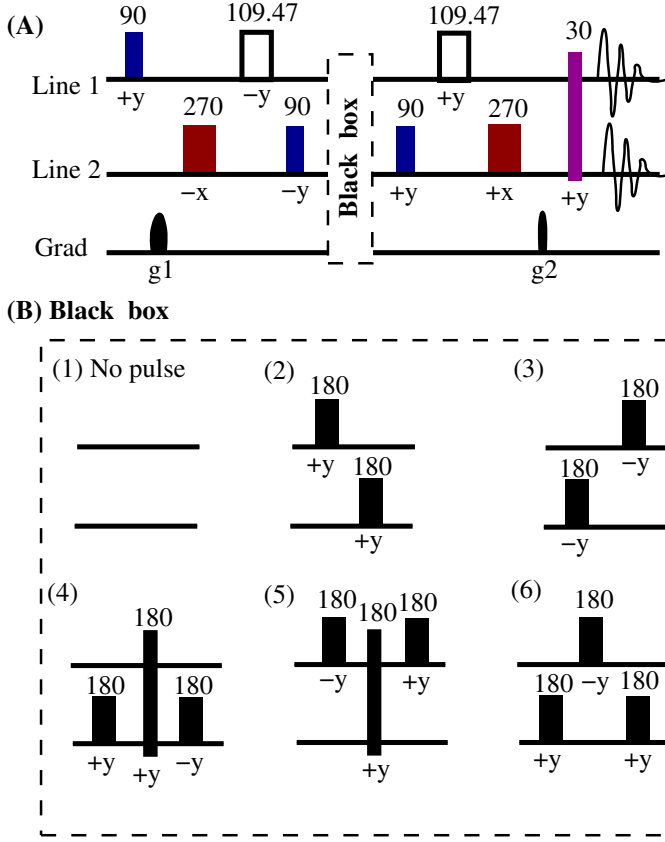 (A)
90 109.47 109.47 30
Line 1
+y −y +y
270 90 90 270
Line 2
−x −y +y +x +y
Black box
Grad
g1 g2
(B) Black box
(1) No pulse (2) (3)
180 180
+y −y
180 180
+y −y
(4) (5) (6)
180 180 180 180 180
−y +y −y
180 180 180 180
+y +y −y +y +y +y